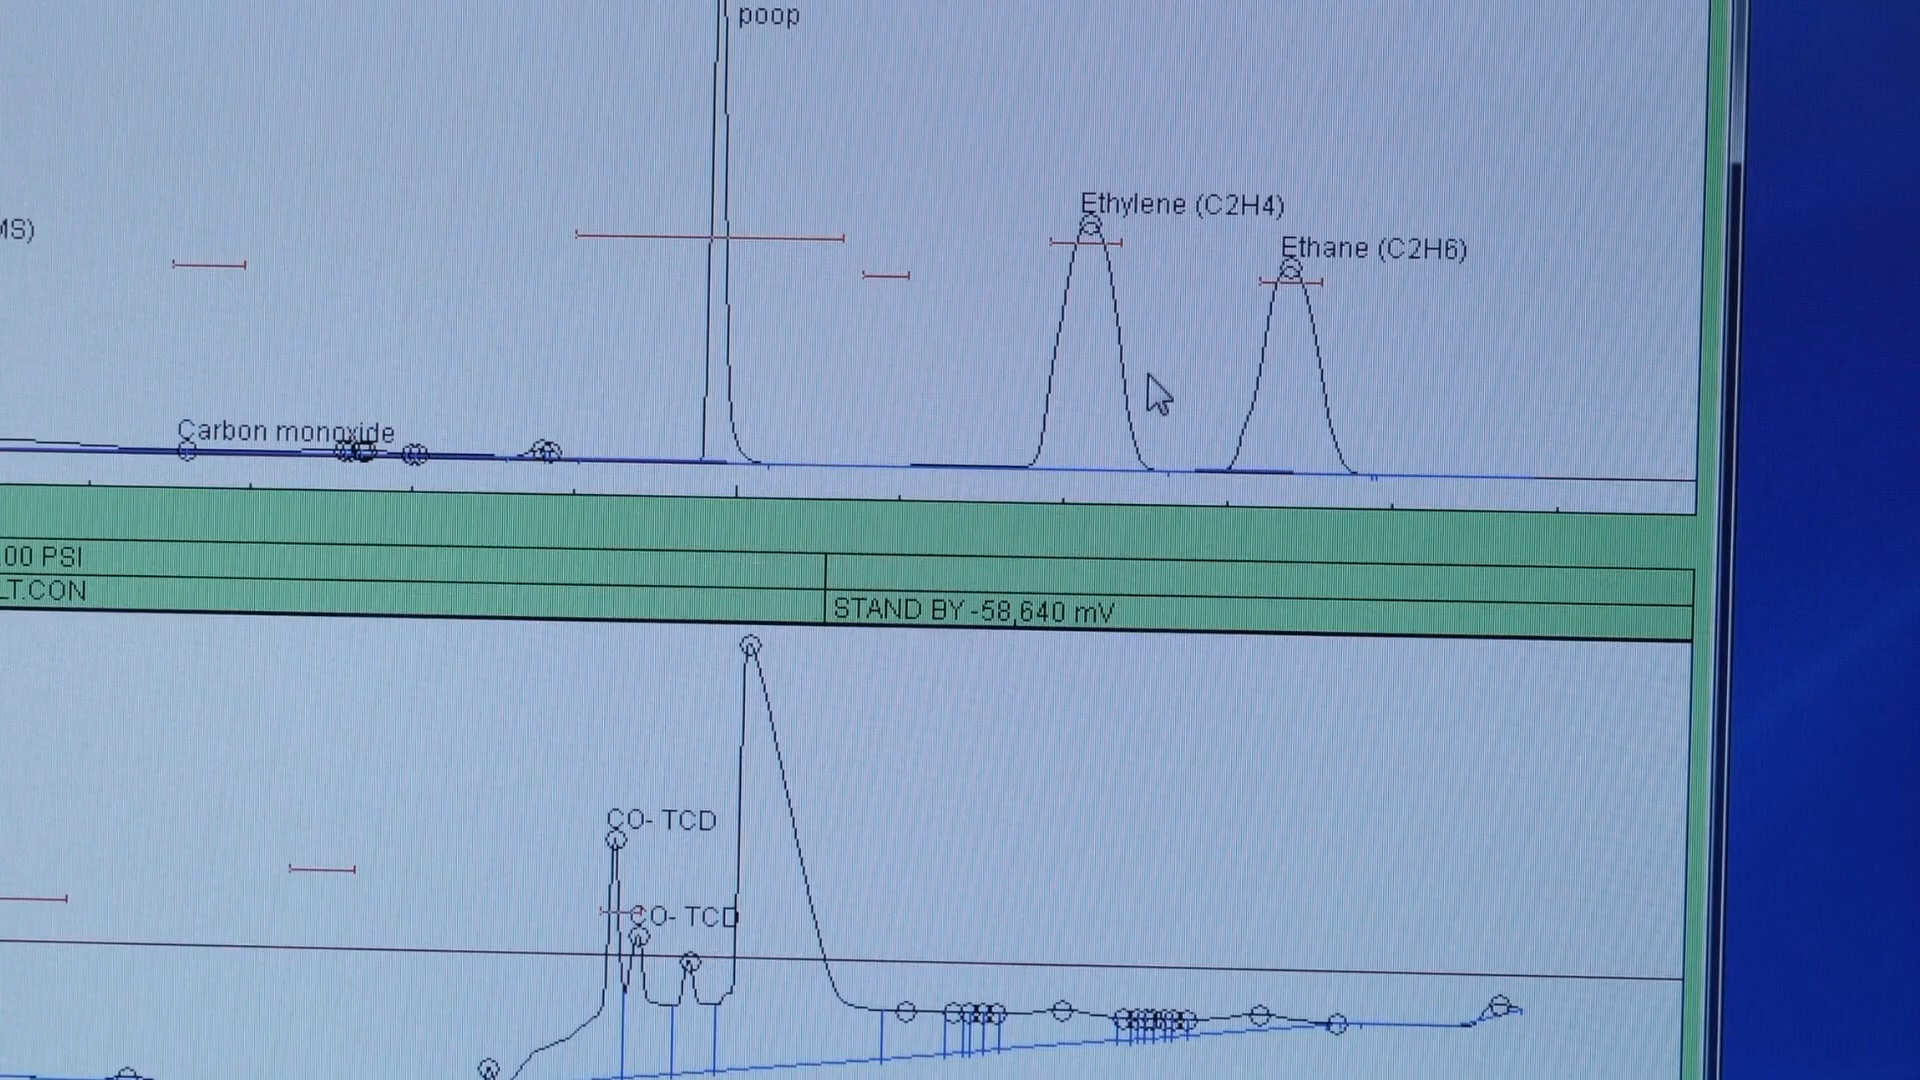 poop
Ethylene (C2H4)
MS)
Ethane (C2H6)
Carbon monoxide
00 PSI
LT.CON
STAND BY -58,640 mV
CO- TCD
CO- TCD